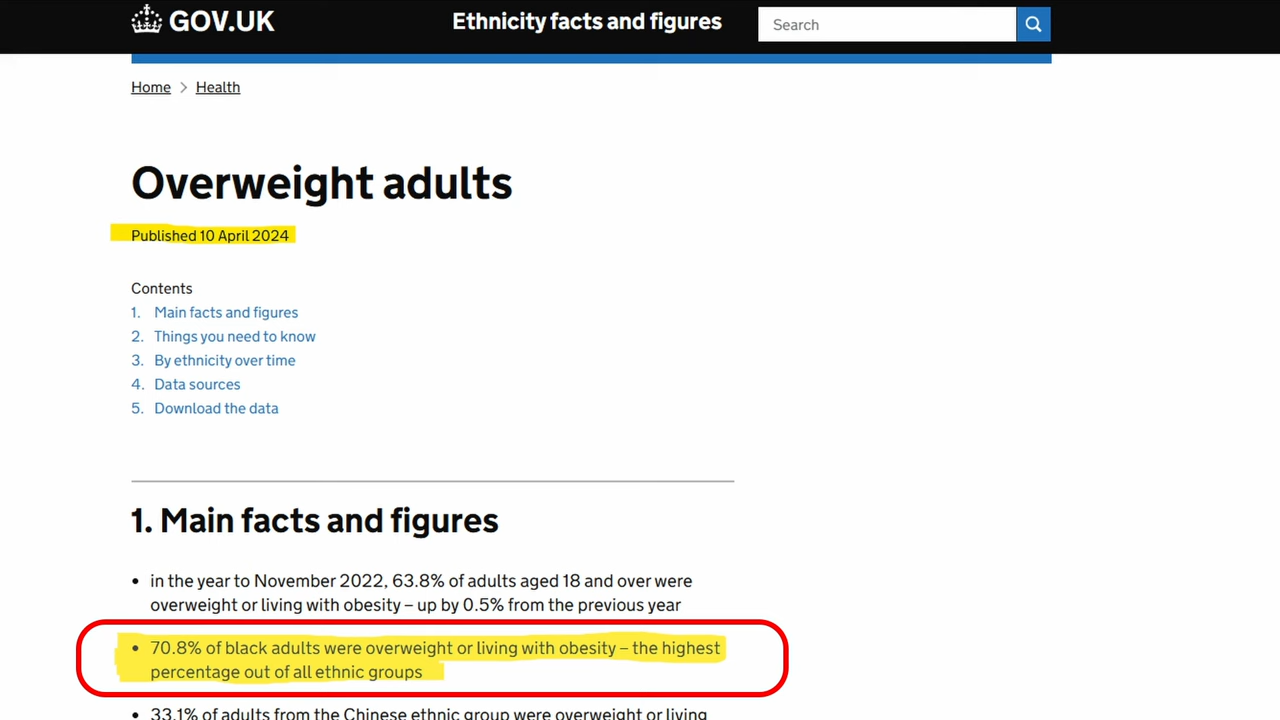 GOV.UK
Ethnicity facts and figures
Search
Home > Health
Overweight adults
Published 10 April 2024
Contents
1. Main facts and figures
2. Things you need to know
3. By ethnicity over time
4. Data sources
5. Download the data
1. Main facts and figures
• in the year to November 2022, 63.8% of adults aged 18 and over were
overweight or living with obesity – up by 0.5% from the previous year
• 70.8% of black adults were overweight or living with obesity – the highest
percentage out of all ethnic groups
• 33.1% of adults from the Chinese ethnic group were overweight or living